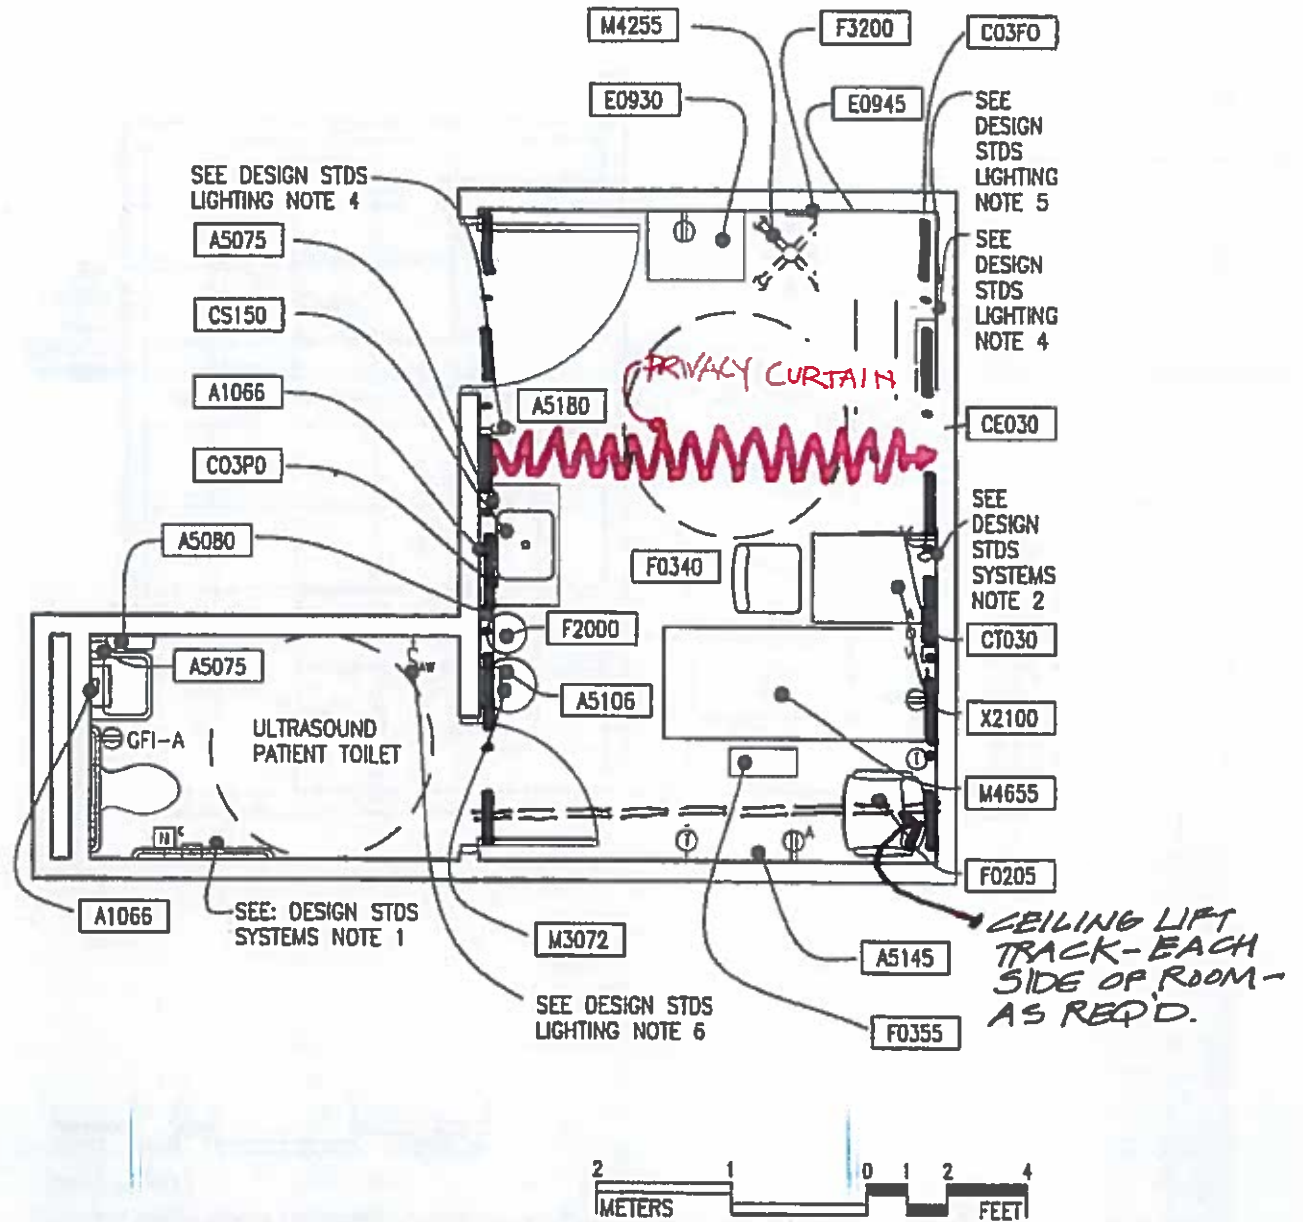 M4255
F3200
C03F0
E0930
E0945
SEE
DESIGN
STDS
LIGHTING
NOTE 5
SEE DESIGN STDS
LIGHTING NOTE 4
A5075
SEE
DESIGN
STDS
LIGHTING
NOTE 4
CS150
PRIVACY CURTAIN
A1066
A5180
CE030
C03P0
SEE
DESIGN
STDS
SYSTEMS
NOTE 2
A5080
F0340
F2000
CT030
A5075
AW
A5106
X2100
ULTRASOUND
PATIENT TOILET
GFI-A
T
M4655
N C
T
A
F0205
A1066
SEE: DESIGN STDS
SYSTEMS NOTE 1
M3072
A5145
CEILING LIFT
TRACK-EACH
SIDE OF ROOM-
AS REQ'D.
SEE DESIGN STDS
LIGHTING NOTE 6
F0355
2 1 0 1 2 4
METERS FEET